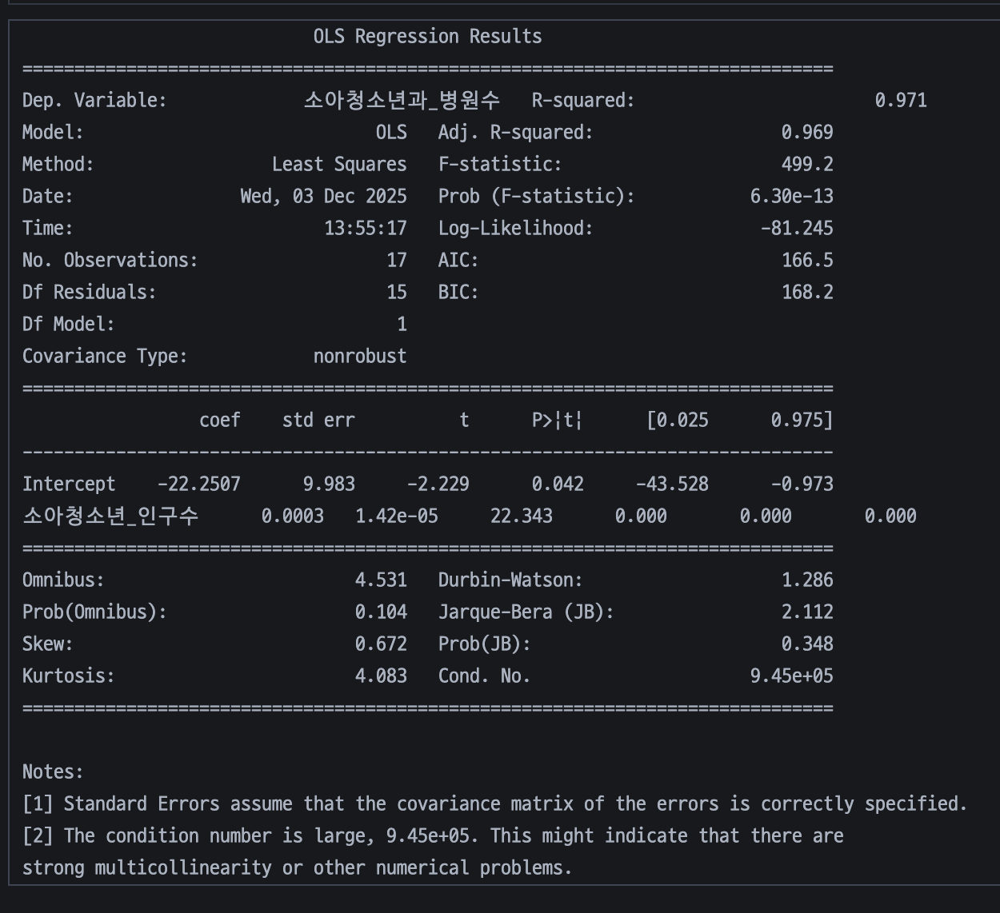 OLS Regression Results
==============================================================================
Dep. Variable: 소아청소년과_병원수 R-squared: 0.971
Model: OLS Adj. R-squared: 0.969
Method: Least Squares F-statistic: 499.2
Date: Wed, 03 Dec 2025 Prob (F-statistic): 6.30e-13
Time: 13:55:17 Log-Likelihood: -81.245
No. Observations: 17 AIC: 166.5
Df Residuals: 15 BIC: 168.2
Df Model: 1
Covariance Type: nonrobust
==============================================================================
coef std err t P>|t| [0.025 0.975]
------------------------------------------------------------------------------
Intercept -22.2507 9.983 -2.229 0.042 -43.528 -0.973
소아청소년_인구수 0.0003 1.42e-05 22.343 0.000 0.000 0.000
==============================================================================
Omnibus: 4.531 Durbin-Watson: 1.286
Prob(Omnibus): 0.104 Jarque-Bera (JB): 2.112
Skew: 0.672 Prob(JB): 0.348
Kurtosis: 4.083 Cond. No. 9.45e+05
==============================================================================
Notes:
[1] Standard Errors assume that the covariance matrix of the errors is correctly specified.
[2] The condition number is large, 9.45e+05. This might indicate that there are
strong multicollinearity or other numerical problems.